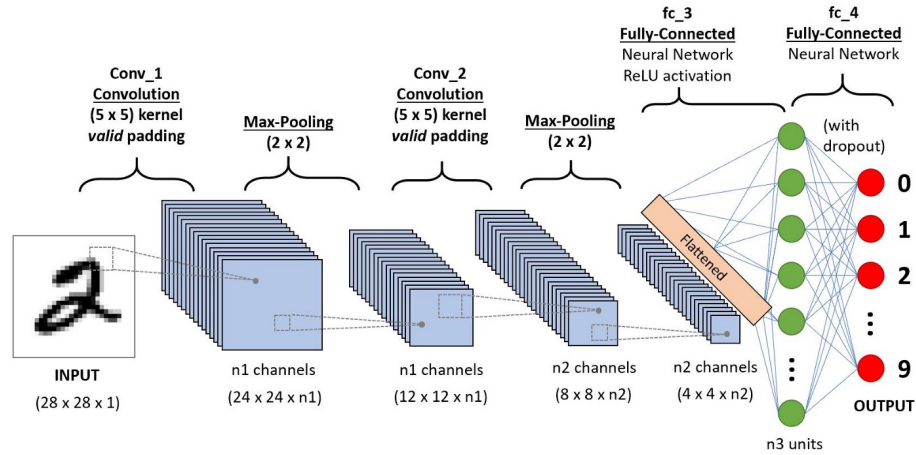 fc_3
Fully-Connected
Neural Network
ReLU activation
fc_4
Fully-Connected
Neural Network
Conv_1
Convolution
(5 x 5) kernel
valid padding
Max-Pooling
(2 x 2)
Conv_2
Convolution
(5 x 5) kernel
valid padding
Max-Pooling
(2 x 2)
(with
dropout)
Flattened
0
1
2
...
9
...
INPUT
(28 x 28 x 1)
n1 channels
(24 x 24 x n1)
n1 channels
(12 x 12 x n1)
n2 channels
(8 x 8 x n2)
n2 channels
(4 x 4 x n2)
n3 units
OUTPUT